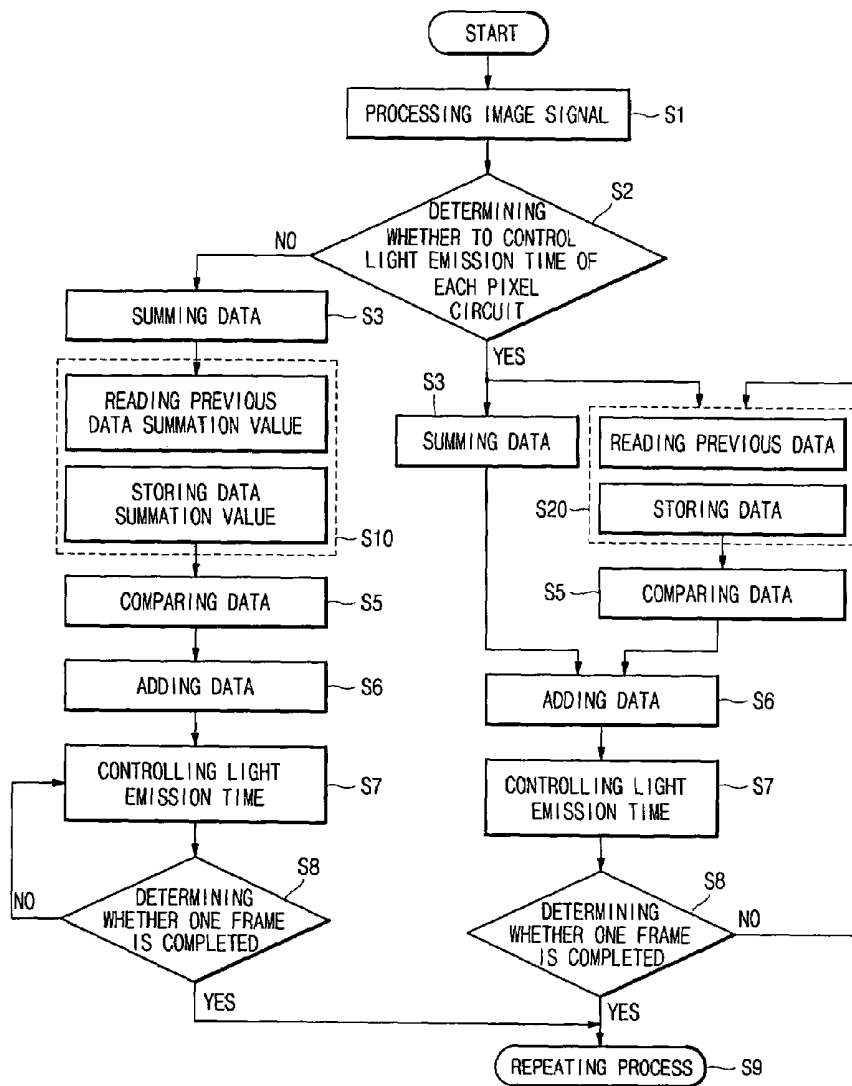 START
PROCESSING IMAGE SIGNAL
S1
S2
DETERMINING
WHETHER TO CONTROL
LIGHT EMISSION TIME OF
EACH PIXEL
CIRCUIT
NO
YES
SUMMING DATA
S3
READING PREVIOUS
DATA SUMMATION VALUE
STORING DATA
SUMMATION VALUE
S10
COMPARING DATA
S5
ADDING DATA
S6
CONTROLLING LIGHT
EMISSION TIME
S7
S8
DETERMINING
WHETHER ONE FRAME
IS COMPLETED
NO
YES
S3
SUMMING DATA
READING PREVIOUS DATA
S20
STORING DATA
S5
COMPARING DATA
ADDING DATA
S6
CONTROLLING LIGHT
EMISSION TIME
S7
S8
DETERMINING
WHETHER ONE FRAME
IS COMPLETED
NO
YES
REPEATING PROCESS
S9